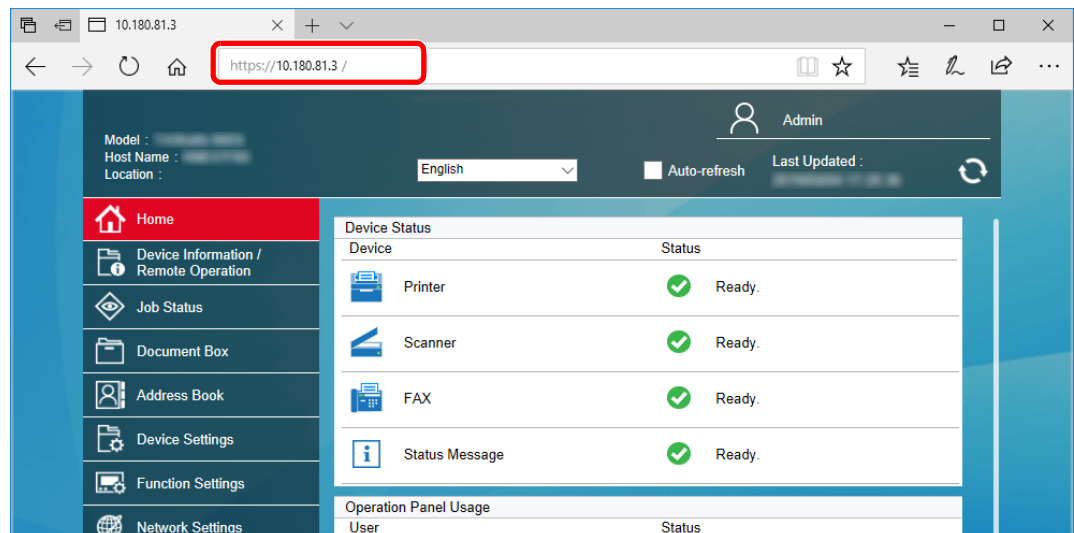 10.180.81.3
https://10.180.81.3 /
Admin
Model :
Host Name :
Location :
English
Auto-refresh
Last Updated :
Home
Device Information /
Remote Operation
Job Status
Document Box
Address Book
Device Settings
Function Settings
Network Settings
Device Status
Device Status
Printer Ready.
Scanner Ready.
FAX Ready.
Status Message Ready.
Operation Panel Usage
User Status